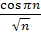 cos πn
√n